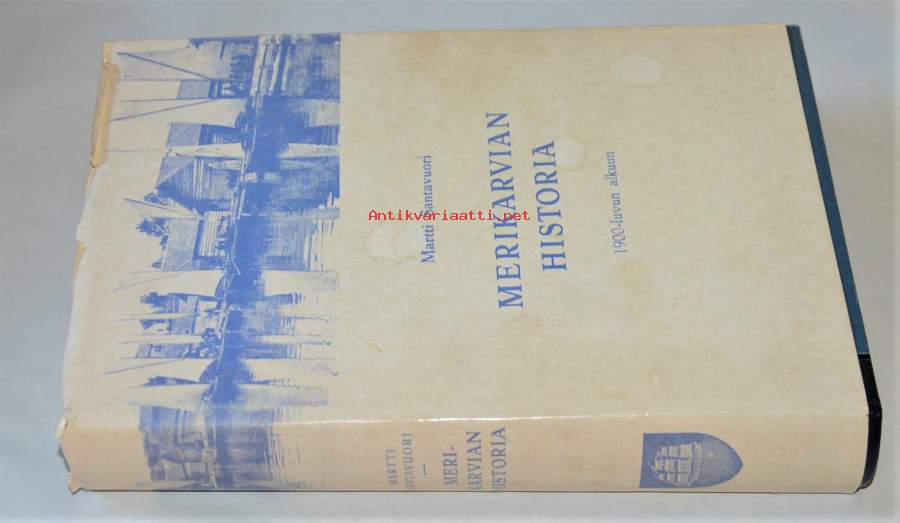 Martti Santavuori
MERIKARVIAN
HISTORIA
1900-luvun alkuun
Antikvariaatti.net
MARTTI
SANTAVUORI
MERI-
KARVIAN
HISTORIA